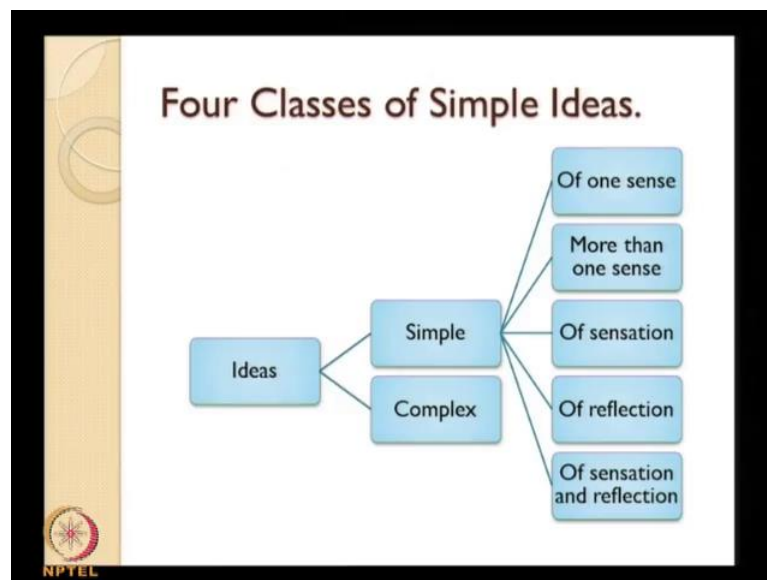 Four Classes of Simple Ideas.
Of one sense
More than
one sense
Simple
Of sensation
Ideas
Complex
Of reflection
Of sensation
and reflection
NPTEL